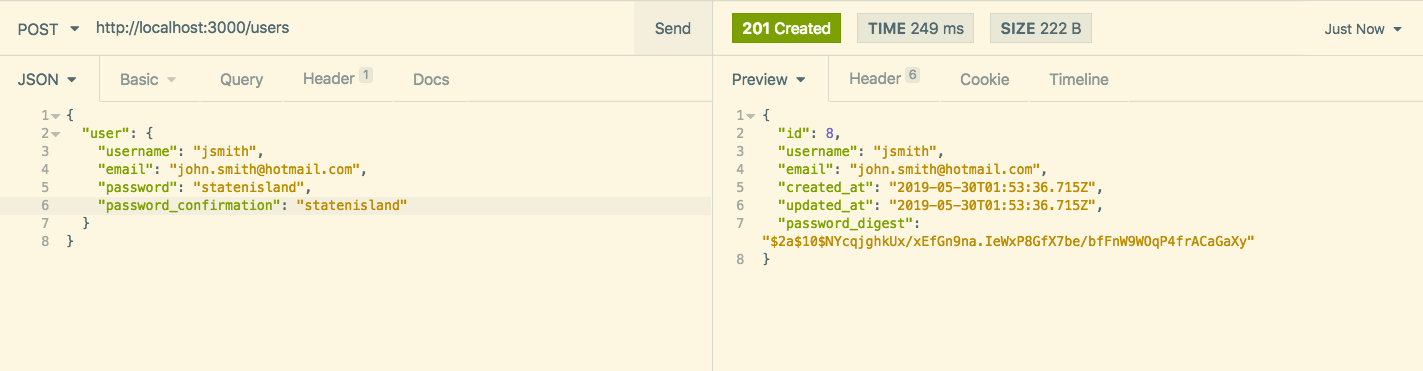 POST http://localhost:3000/users Send 201 Created TIME 249 ms SIZE 222 B Just Now
JSON Basic Query Header 1 Docs Preview Header 6 Cookie Timeline
1 {
2 "user": {
3 "username": "jsmith",
4 "email": "john.smith@hotmail.com",
5 "password": "statenisland",
6 "password_confirmation": "statenisland"
7 }
8 }
1 {
2 "id": 8,
3 "username": "jsmith",
4 "email": "john.smith@hotmail.com",
5 "created_at": "2019-05-30T01:53:36.715Z",
6 "updated_at": "2019-05-30T01:53:36.715Z",
7 "password_digest":
"$2a$10$NYcqjghkUx/xEfGn9na.IeWxP8GfX7be/bfFnW9WOqP4frACaGaXy"
8 }